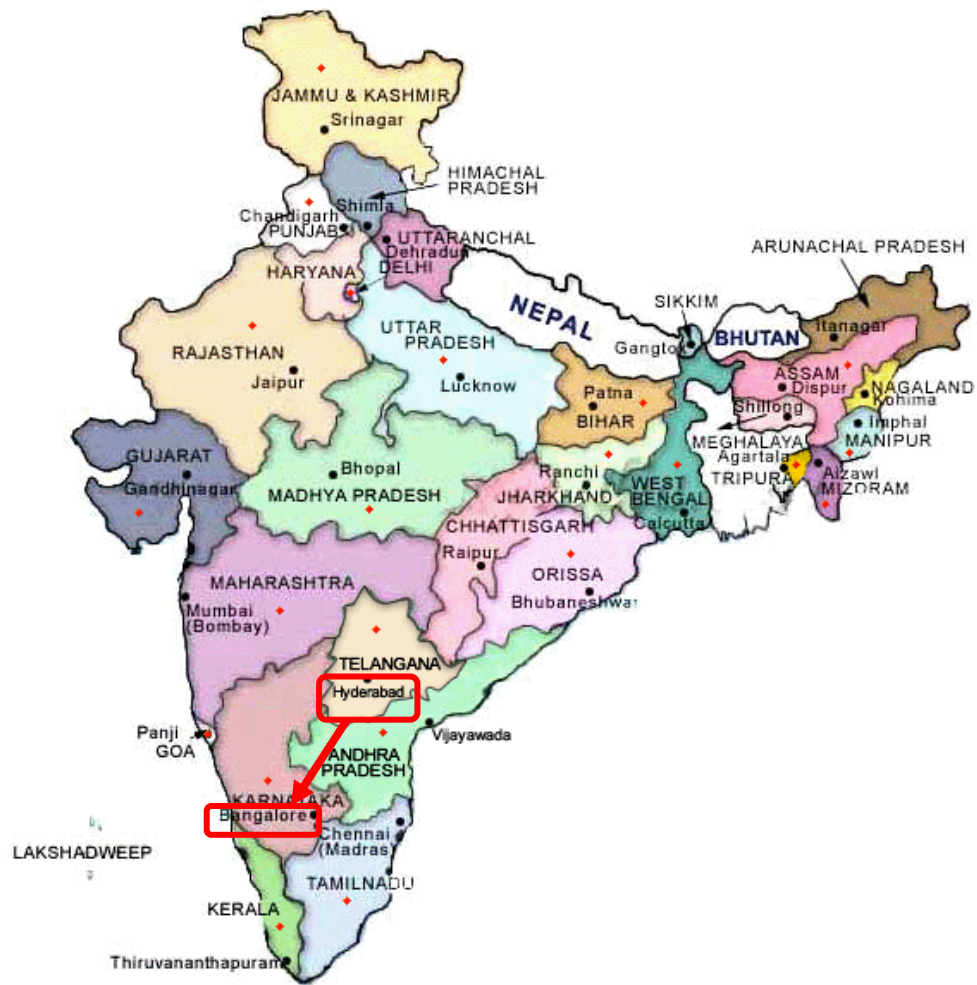 JAMMU & KASHMIR
Srinagar
HIMACHAL
PRADESH
Shimla
Chandigarh
PUNJAB
UTTARANCHAL
Dehradun
HARYANA
DELHI
ARUNACHAL PRADESH
NEPAL
SIKKIM
BHUTAN
Itanagar
Gangtok
UTTAR
PRADESH
RAJASTHAN
Jaipur
Lucknow
ASSAM
Dispur
NAGALAND
Kohima
Patna
BIHAR
Shillong
Imphal
MEGHALAYA
MANIPUR
Agartala
TRIPURA
Aizawl
MIZORAM
GUJARAT
Gandhinagar
Bhopal
MADHYA PRADESH
Ranchi
JHARKHAND
WEST
BENGAL
Calcutta
CHHATTISGARH
Raipur
ORISSA
Bhubaneshwar
MAHARASHTRA
Mumbai
(Bombay)
TELANGANA
Hyderabad
Panji
GOA
Vijayawada
ANDHRA
PRADESH
KARNATAKA
Bangalore
Chennai
(Madras)
LAKSHADWEEP
TAMILNADU
KERALA
Thiruvananthapuram